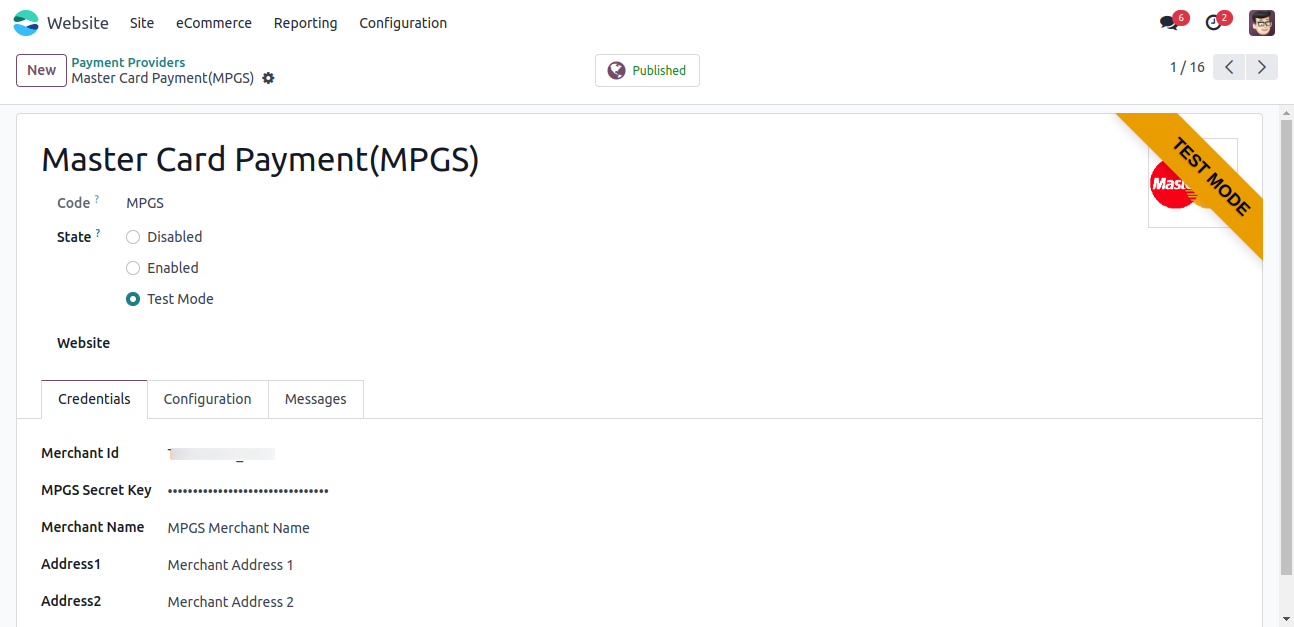 Website Site eCommerce Reporting Configuration 6 2
New Payment Providers Published 1 / 16
Master Card Payment(MPGS)
TEST MODE
Master Card Payment(MPGS)
Code ? MPGS
State ? Disabled
Enabled
Test Mode
Website
Credentials Configuration Messages
Merchant Id
MPGS Secret Key ••••••••••••••••••••••••••••••••
Merchant Name MPGS Merchant Name
Address1 Merchant Address 1
Address2 Merchant Address 2